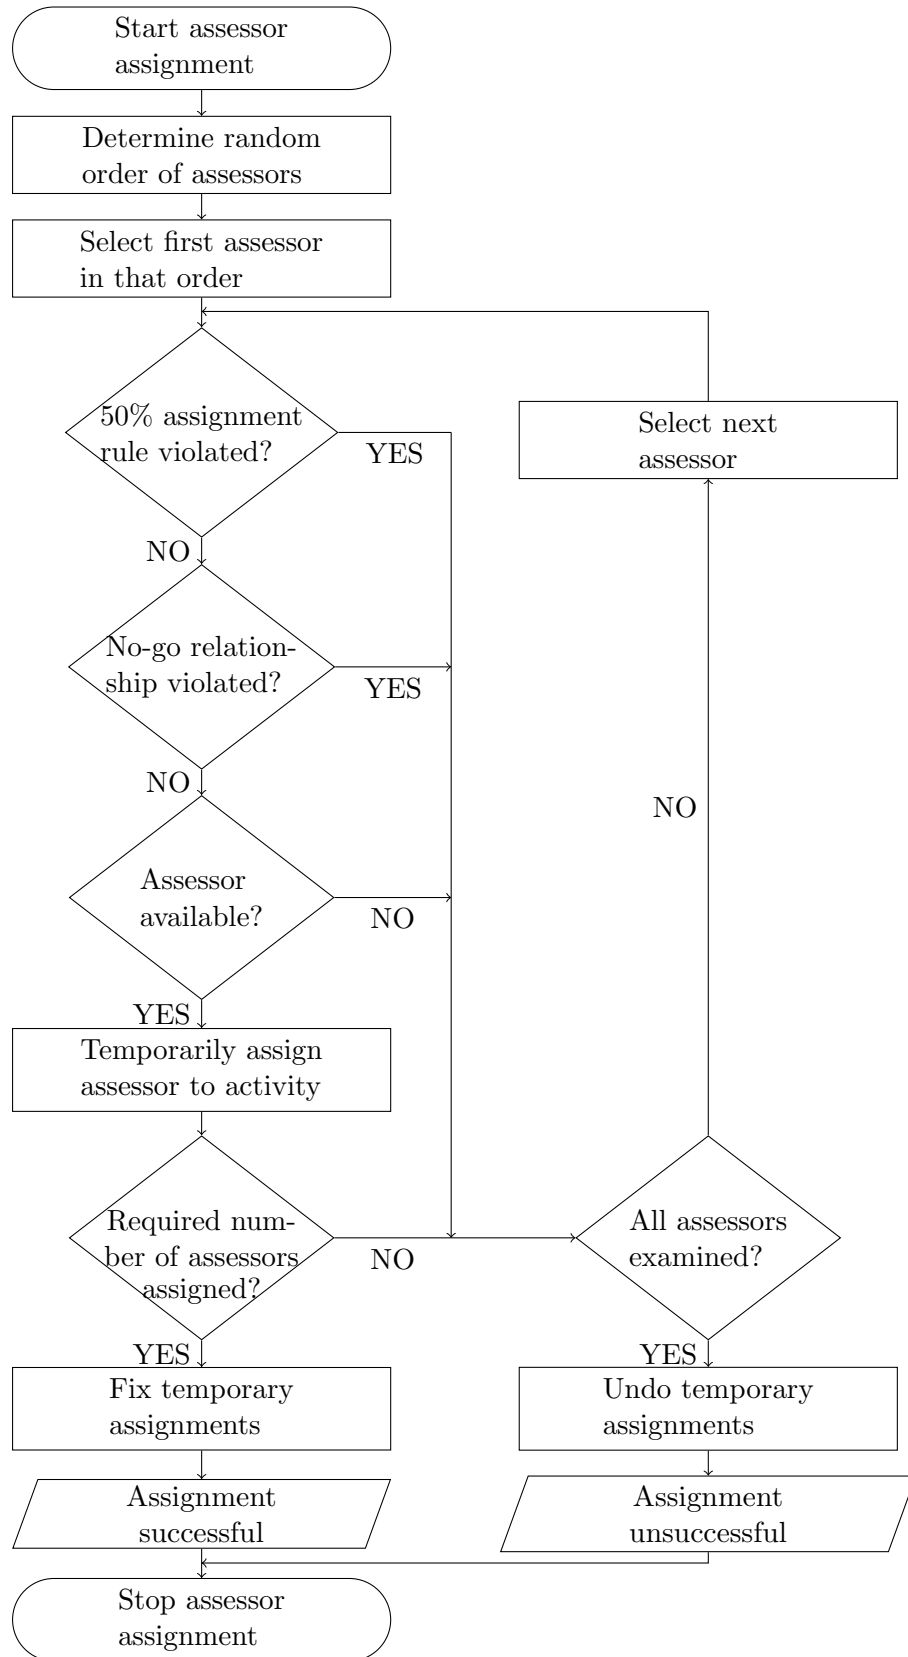 Start assessor
assignment
Determine random
order of assessors
Select first assessor
in that order
50% assignment
rule violated?
YES
Select next
assessor
NO
No-go relation-
ship violated?
YES
NO
NO
Assessor
available?
NO
YES
Temporarily assign
assessor to activity
Required num-
ber of assessors
assigned?
NO
All assessors
examined?
YES
YES
Fix temporary
assignments
Undo temporary
assignments
Assignment
successful
Assignment
unsuccessful
Stop assessor
assignment